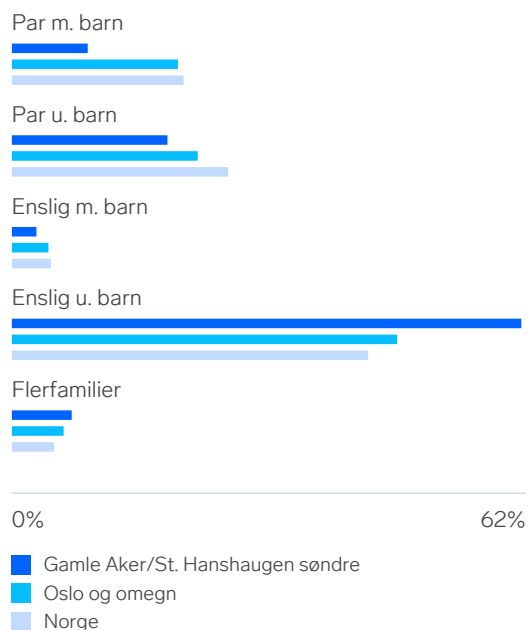 Par m. barn
Par u. barn
Enslig m. barn
Enslig u. barn
Flerfamilier
0% 62%
Gamle Aker/St. Hanshaugen søndre
Oslo og omegn
Norge